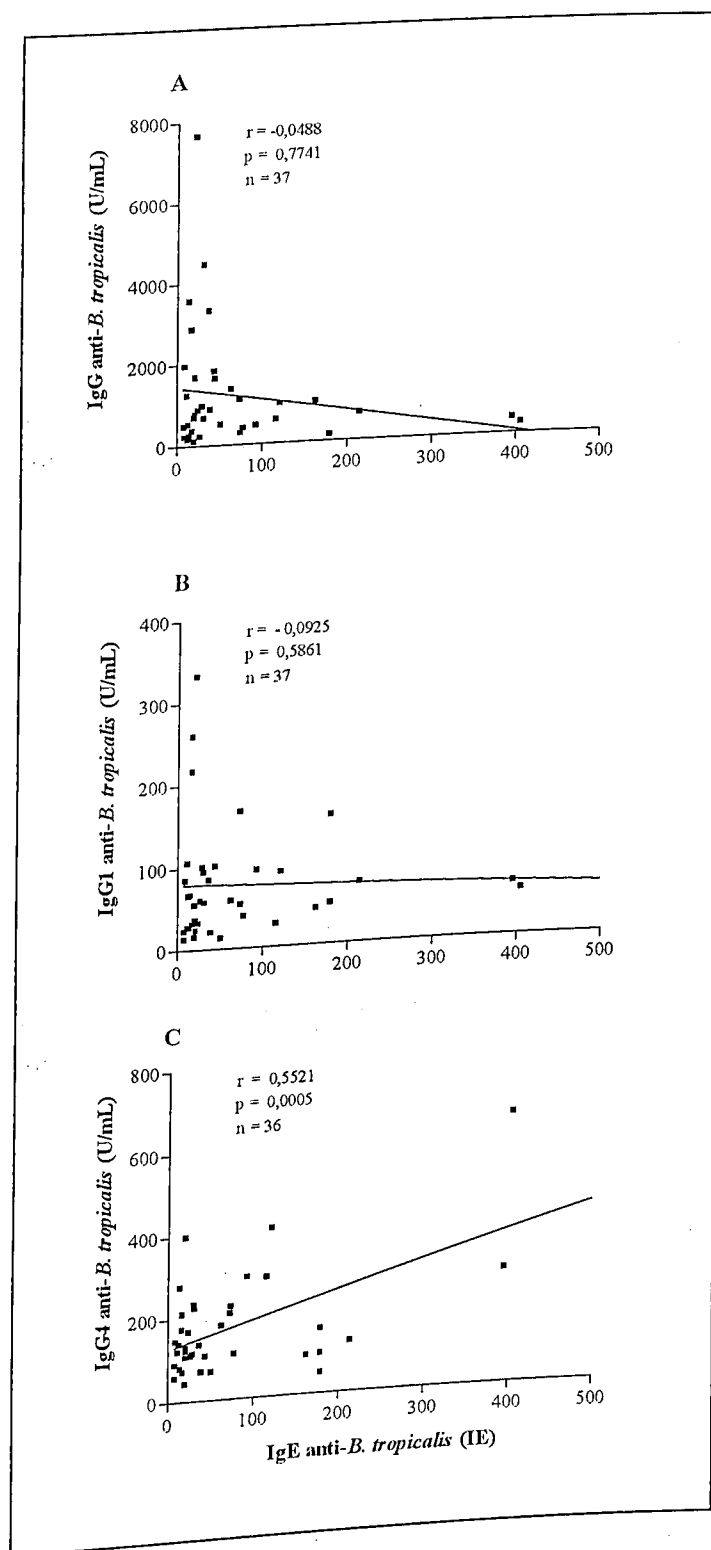 A
r = -0,0488
p = 0,7741
n = 37
IgG anti-B. tropicalis (U/mL)
8000
6000
4000
2000
0
0 100 200 300 400 500
B
r = - 0,0925
p = 0,5861
n = 37
IgG1 anti-B. tropicalis (U/mL)
400
300
200
100
0
0 100 200 300 400 500
C
r = 0,5521
p = 0,0005
n = 36
IgG4 anti-B. tropicalis (U/mL)
800
600
400
200
0
0 100 200 300 400 500
IgE anti-B. tropicalis (IE)